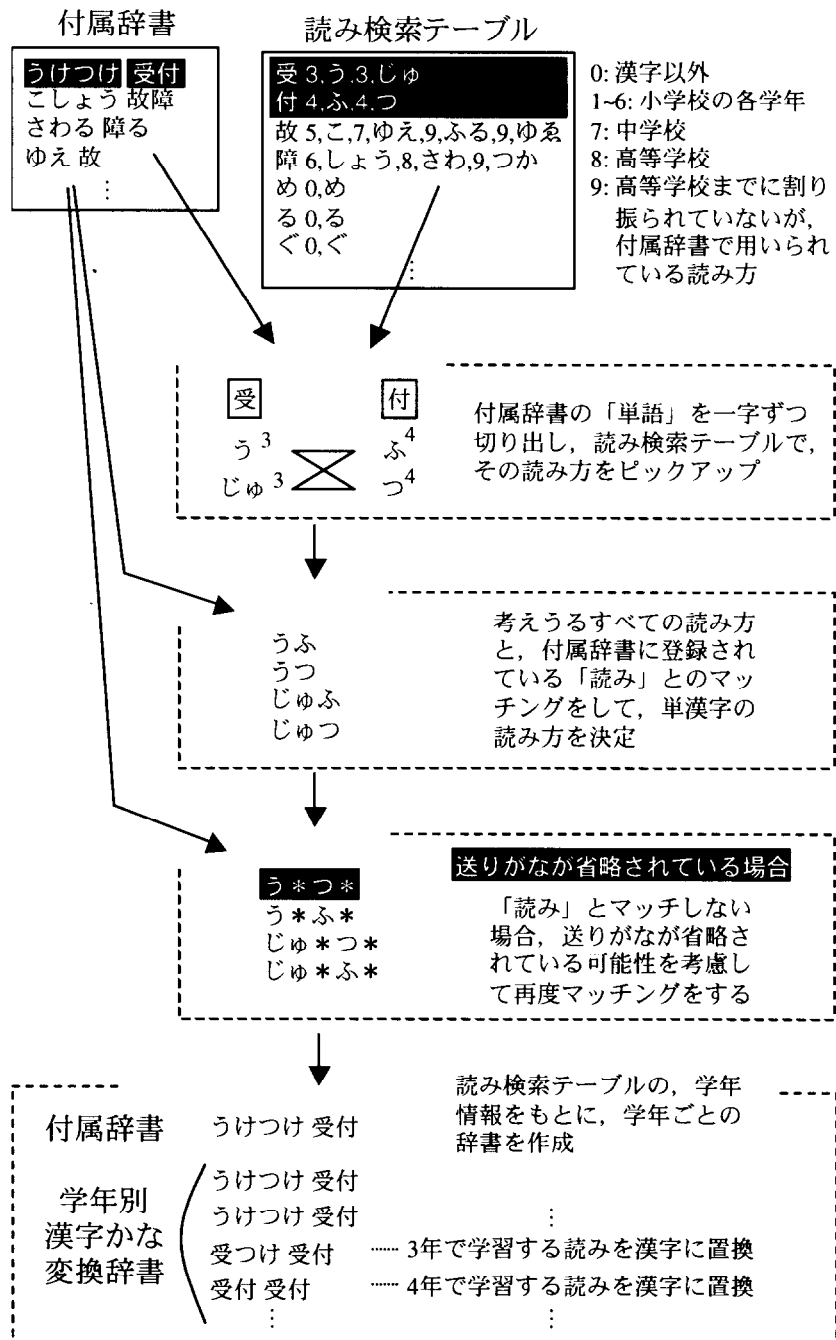 付属辞書
うけつけ 受付
こしょう 故障
さわる 障る
ゆえ 故
⋮
読み検索テーブル
受 3,う,3,じゅ
付 4,ふ,4,つ
故 5,こ,7,ゆえ,9,ふる,9,ゆゑ
障 6,しょう,8,さわ,9,つか
め 0,め
る 0,る
ぐ 0,ぐ
⋮
0: 漢字以外
1~6: 小学校の各学年
7: 中学校
8: 高等学校
9: 高等学校までに割り
振られていないが,
付属辞書で用いられ
ている読み方
受 付
う3 ふ4
じゅ3 つ4
付属辞書の「単語」を一字ずつ
切り出し,読み検索テーブルで,
その読み方をピックアップ
うふ
うつ
じゅふ
じゅつ
考えうるすべての読み方
と,付属辞書に登録され
ている「読み」とのマッ
チングをして,単漢字の
読み方を決定
う*つ*
う*ふ*
じゅ*つ*
じゅ*ふ*
送りがなが省略されている場合
「読み」とマッチしない
場合,送りがなが省略さ
れている可能性を考慮し
て再度マッチングをする
読み検索テーブルの,学年
情報をもとに,学年ごとの
辞書を作成
付属辞書 うけつけ 受付
学年別
漢字かな
変換辞書
うけつけ 受付
うけつけ 受付 ⋮
受つけ 受付 …… 3年で学習する読みを漢字に置換
受付 受付 …… 4年で学習する読みを漢字に置換
⋮ ⋮